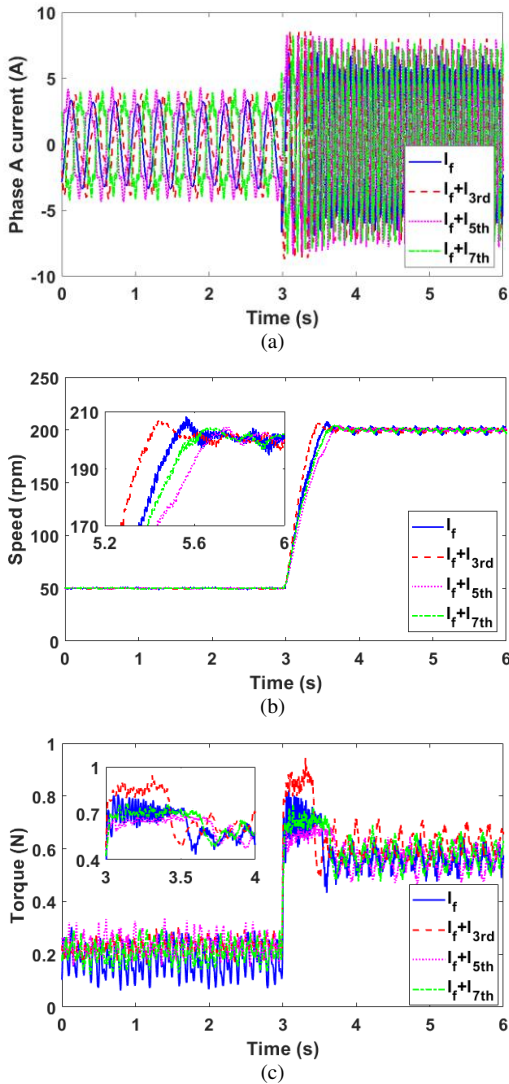 10
5
0
-5
-10
Phase A current (A)
I_f
I_f+I_3rd
I_f+I_5th
I_f+I_7th
0 1 2 3 4 5 6
Time (s)
(a)
250
200
150
100
50
0
Speed (rpm)
210
190
170
5.2 5.6 6
I_f
I_f+I_3rd
I_f+I_5th
I_f+I_7th
0 1 2 3 4 5 6
Time (s)
(b)
1
0.8
0.6
0.4
0.2
0
Torque (N)
1
0.7
0.4
3 3.5 4
I_f
I_f+I_3rd
I_f+I_5th
I_f+I_7th
0 1 2 3 4 5 6
Time (s)
(c)